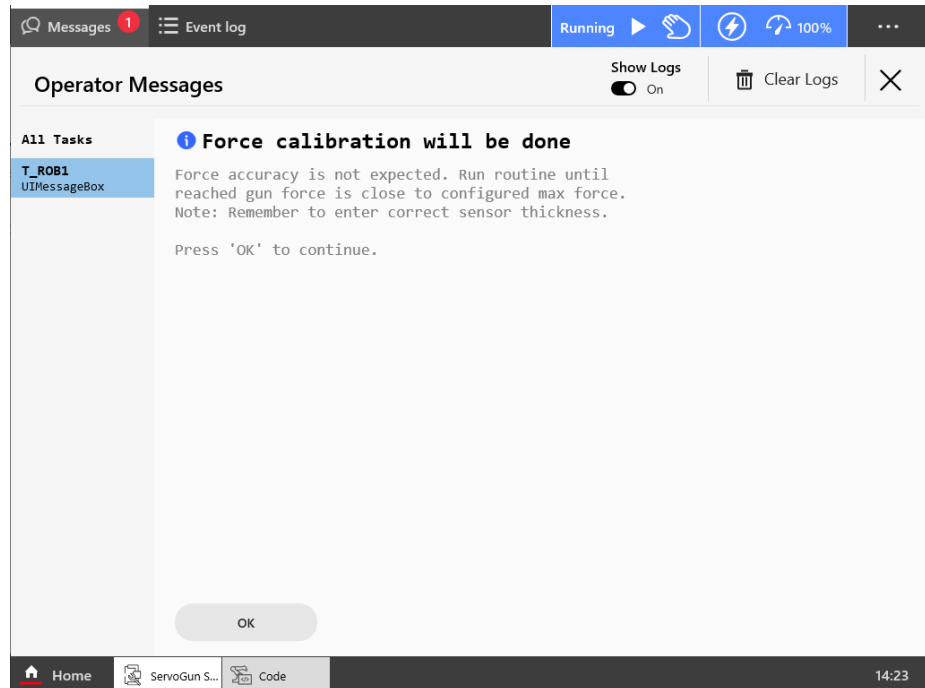 Messages 1 Event log Running 100% ...
Operator Messages Show Logs On Clear Logs
All Tasks
T_ROB1
UIMessageBox
Force calibration will be done
Force accuracy is not expected. Run routine until
reached gun force is close to configured max force.
Note: Remember to enter correct sensor thickness.
Press 'OK' to continue.
OK
Home ServoGun S... Code 14:23